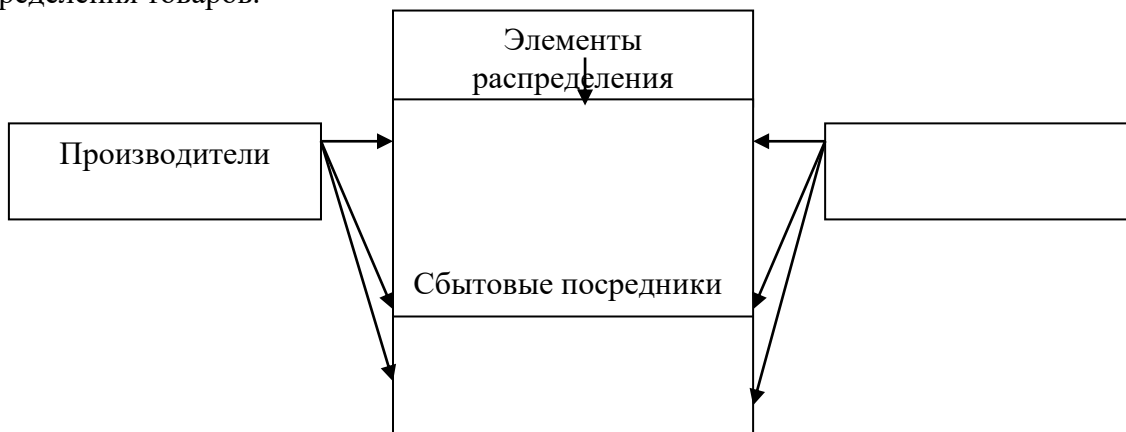 ределения товаров.
Элементы
распределения
Производители
Сбытовые посредники